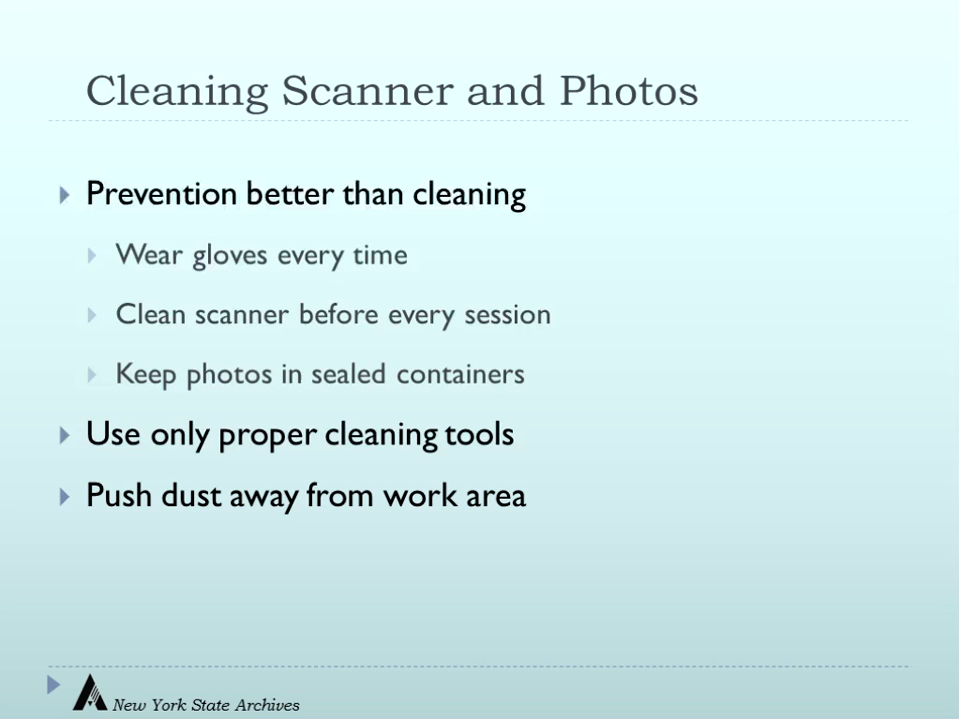 Cleaning Scanner and Photos
Prevention better than cleaning
Wear gloves every time
Clean scanner before every session
Keep photos in sealed containers
Use only proper cleaning tools
Push dust away from work area
New York State Archives